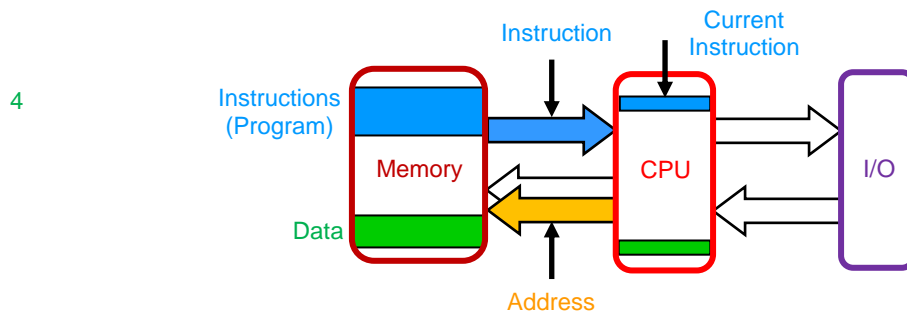 Instruction
Current
Instruction
4
Instructions
(Program)
Memory
CPU
I/O
Data
Address